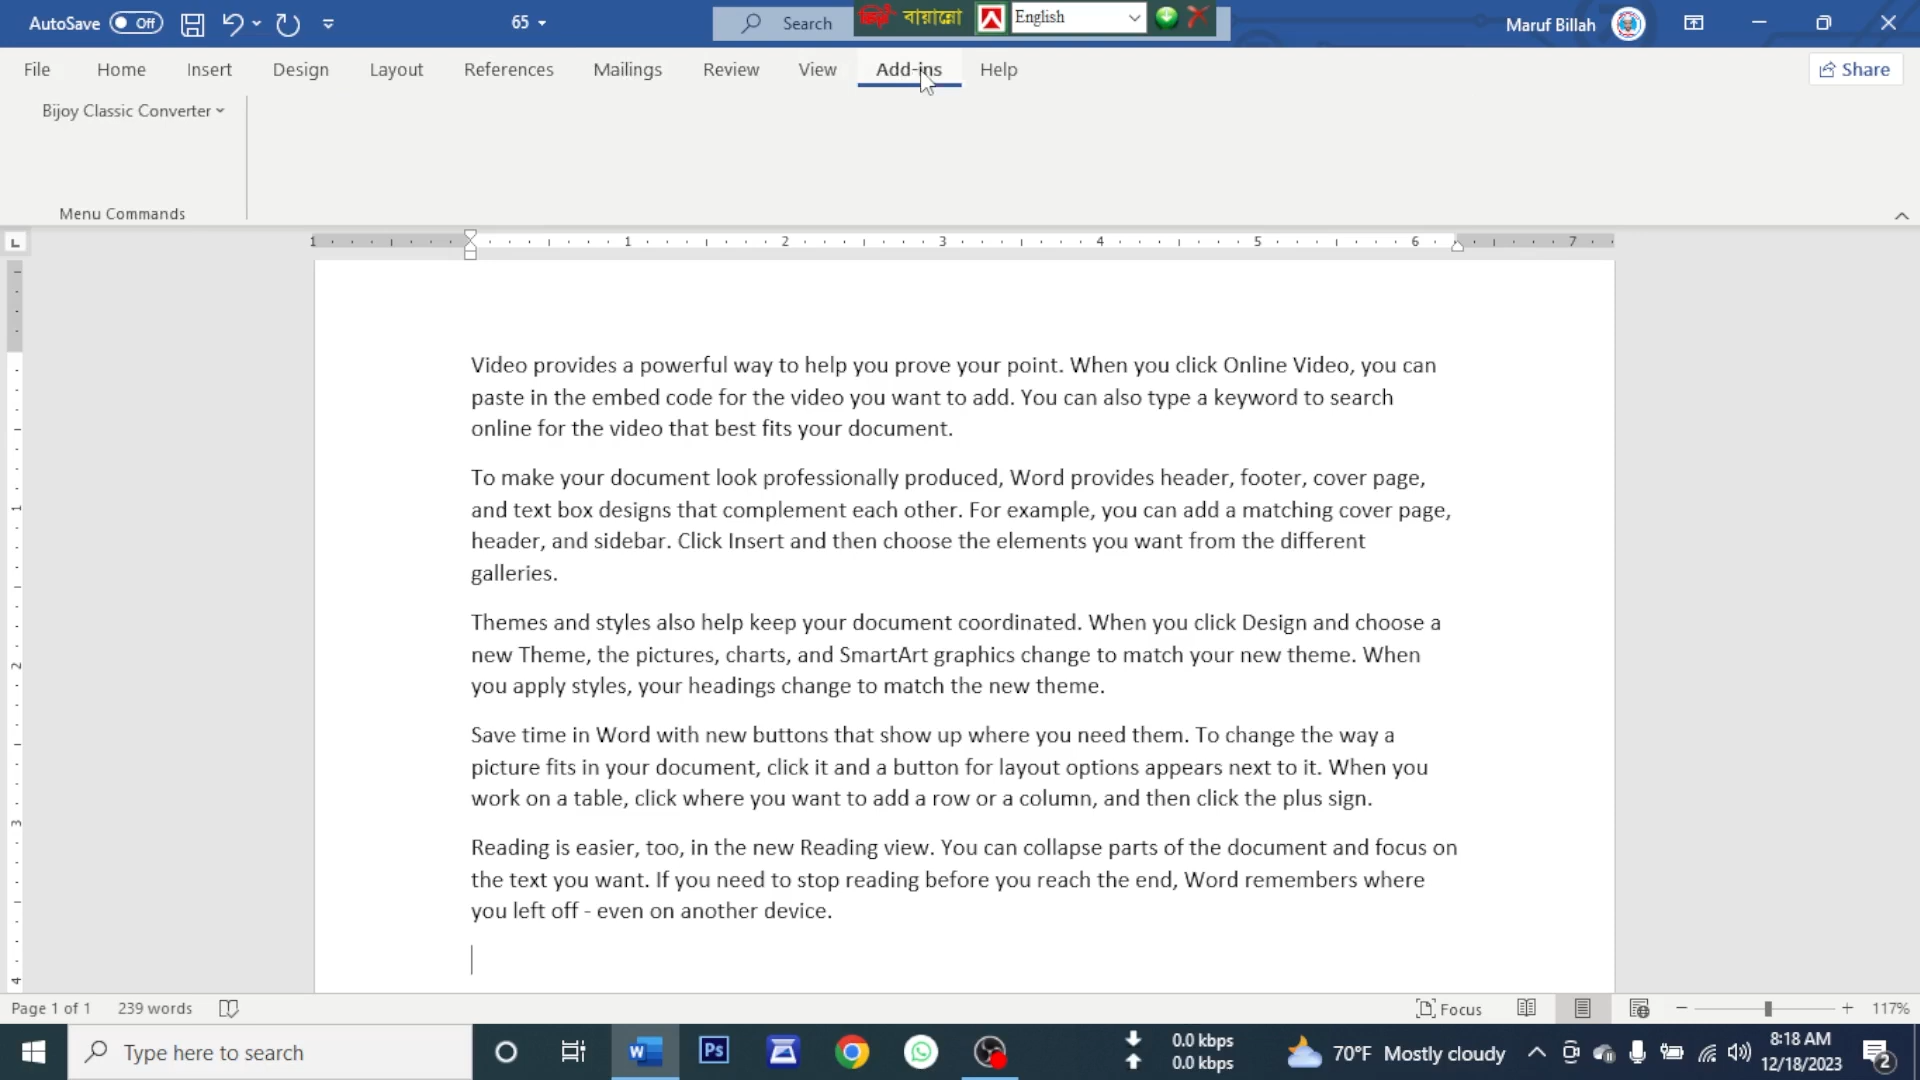 AutoSave Off 65 Search বায়ান্নো English Maruf Billah
File Home Insert Design Layout References Mailings Review View Add-ins Help Share
Bijoy Classic Converter
Menu Commands
1 1 2 3 4 5 6 7
Video provides a powerful way to help you prove your point. When you click Online Video, you can
paste in the embed code for the video you want to add. You can also type a keyword to search
online for the video that best fits your document.
To make your document look professionally produced, Word provides header, footer, cover page,
and text box designs that complement each other. For example, you can add a matching cover page,
header, and sidebar. Click Insert and then choose the elements you want from the different
galleries.
Themes and styles also help keep your document coordinated. When you click Design and choose a
new Theme, the pictures, charts, and SmartArt graphics change to match your new theme. When
you apply styles, your headings change to match the new theme.
Save time in Word with new buttons that show up where you need them. To change the way a
picture fits in your document, click it and a button for layout options appears next to it. When you
work on a table, click where you want to add a row or a column, and then click the plus sign.
Reading is easier, too, in the new Reading view. You can collapse parts of the document and focus on
the text you want. If you need to stop reading before you reach the end, Word remembers where
you left off - even on another device.
1
2
3
4
Page 1 of 1 239 words Focus 117%
Type here to search Ps 0.0 kbps 70°F Mostly cloudy 8:18 AM
0.0 kbps 12/18/2023 2